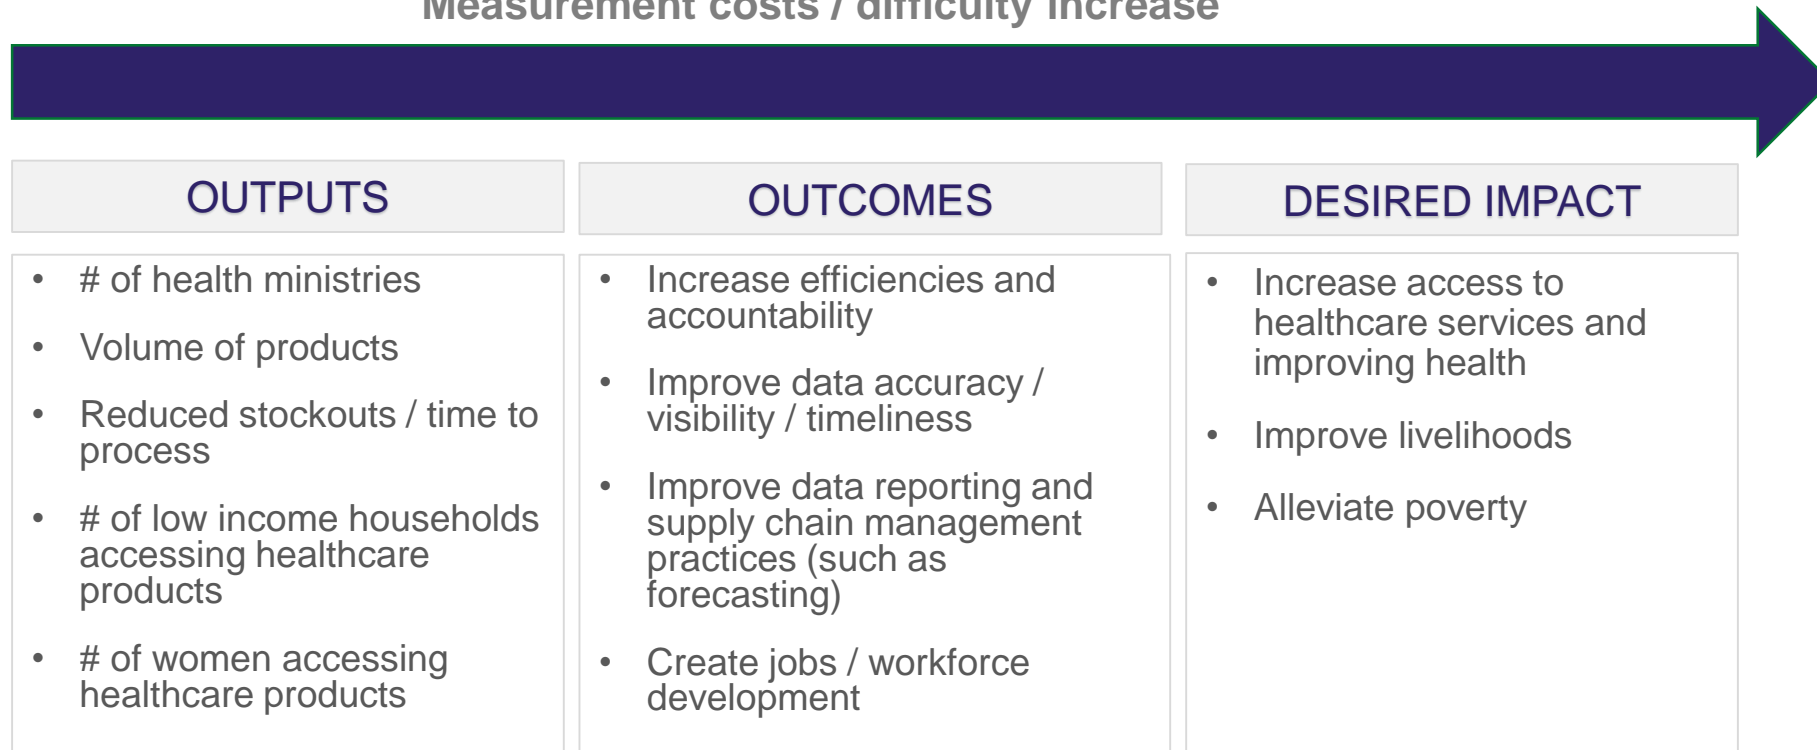 Measurement costs / difficulty increase
OUTPUTS
• # of health ministries
• Volume of products
• Reduced stockouts / time to
process
• # of low income households
accessing healthcare
products
• # of women accessing
healthcare products
OUTCOMES
• Increase efficiencies and
accountability
• Improve data accuracy /
visibility / timeliness
• Improve data reporting and
supply chain management
practices (such as
forecasting)
• Create jobs / workforce
development
DESIRED IMPACT
• Increase access to
healthcare services and
improving health
• Improve livelihoods
• Alleviate poverty